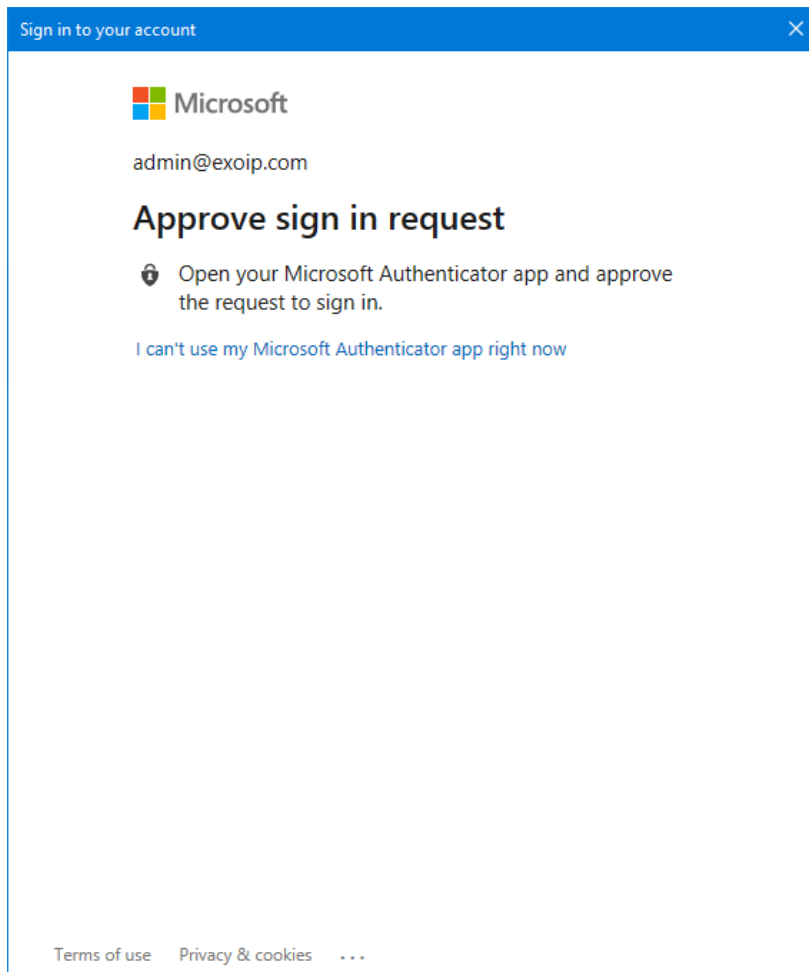 Sign in to your account
Microsoft
admin@exoip.com
Approve sign in request
Open your Microsoft Authenticator app and approve
the request to sign in.
I can't use my Microsoft Authenticator app right now
Terms of use Privacy & cookies ...